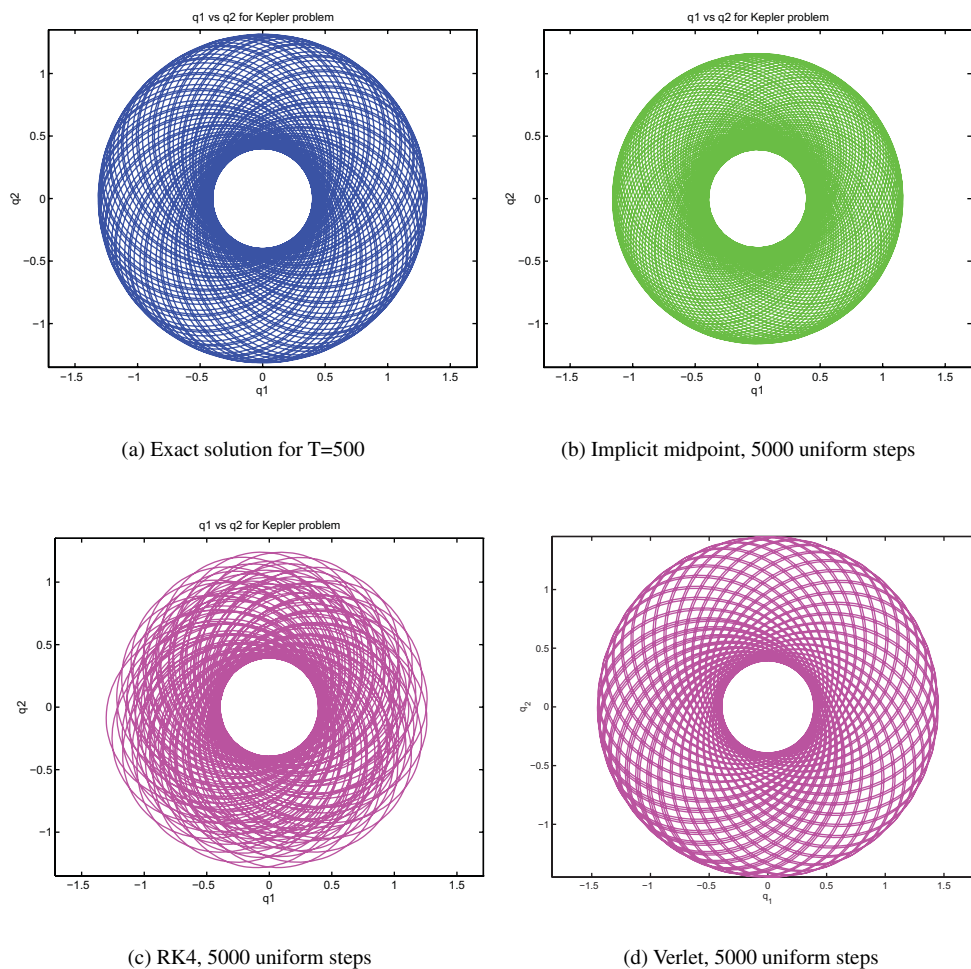 q1 vs q2 for Kepler problem
1
0.5
0
−0.5
−1
q2
−1.5 −1 −0.5 0 0.5 1 1.5
q1
(a) Exact solution for T=500
q1 vs q2 for Kepler problem
1
0.5
0
−0.5
−1
q2
−1.5 −1 −0.5 0 0.5 1 1.5
q1
(b) Implicit midpoint, 5000 uniform steps
q1 vs q2 for Kepler problem
1
0.5
0
−0.5
−1
q2
−1.5 −1 −0.5 0 0.5 1 1.5
q1
(c) RK4, 5000 uniform steps
1
0.5
0
−0.5
−1
q₂
−1.5 −1 −0.5 0 0.5 1 1.5
q₁
(d) Verlet, 5000 uniform steps